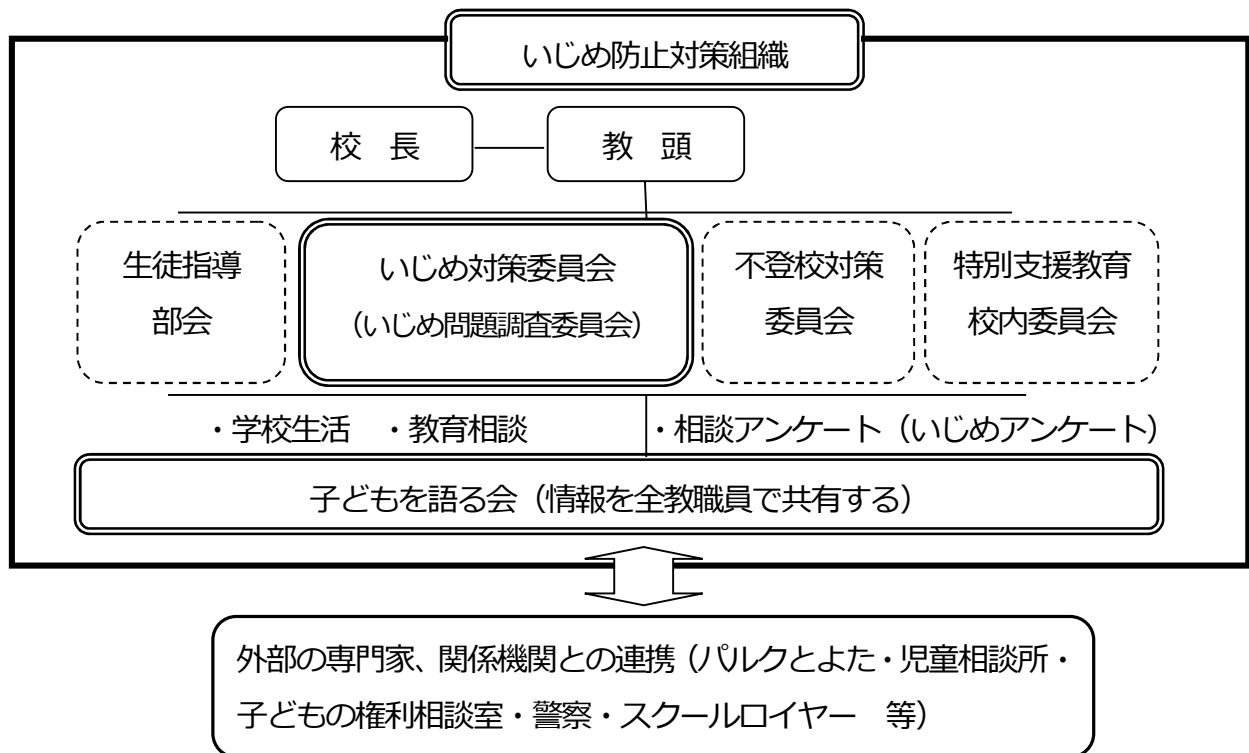 いじめ防止対策組織
校　長
教　頭
生徒指導
部会
いじめ対策委員会
（いじめ問題調査委員会）
不登校対策
委員会
特別支援教育
校内委員会
・学校生活　・教育相談　・相談アンケート（いじめアンケート）
子どもを語る会（情報を全教職員で共有する）
外部の専門家、関係機関との連携（パルクとよた・児童相談所・
子どもの権利相談室・警察・スクールロイヤー　等）